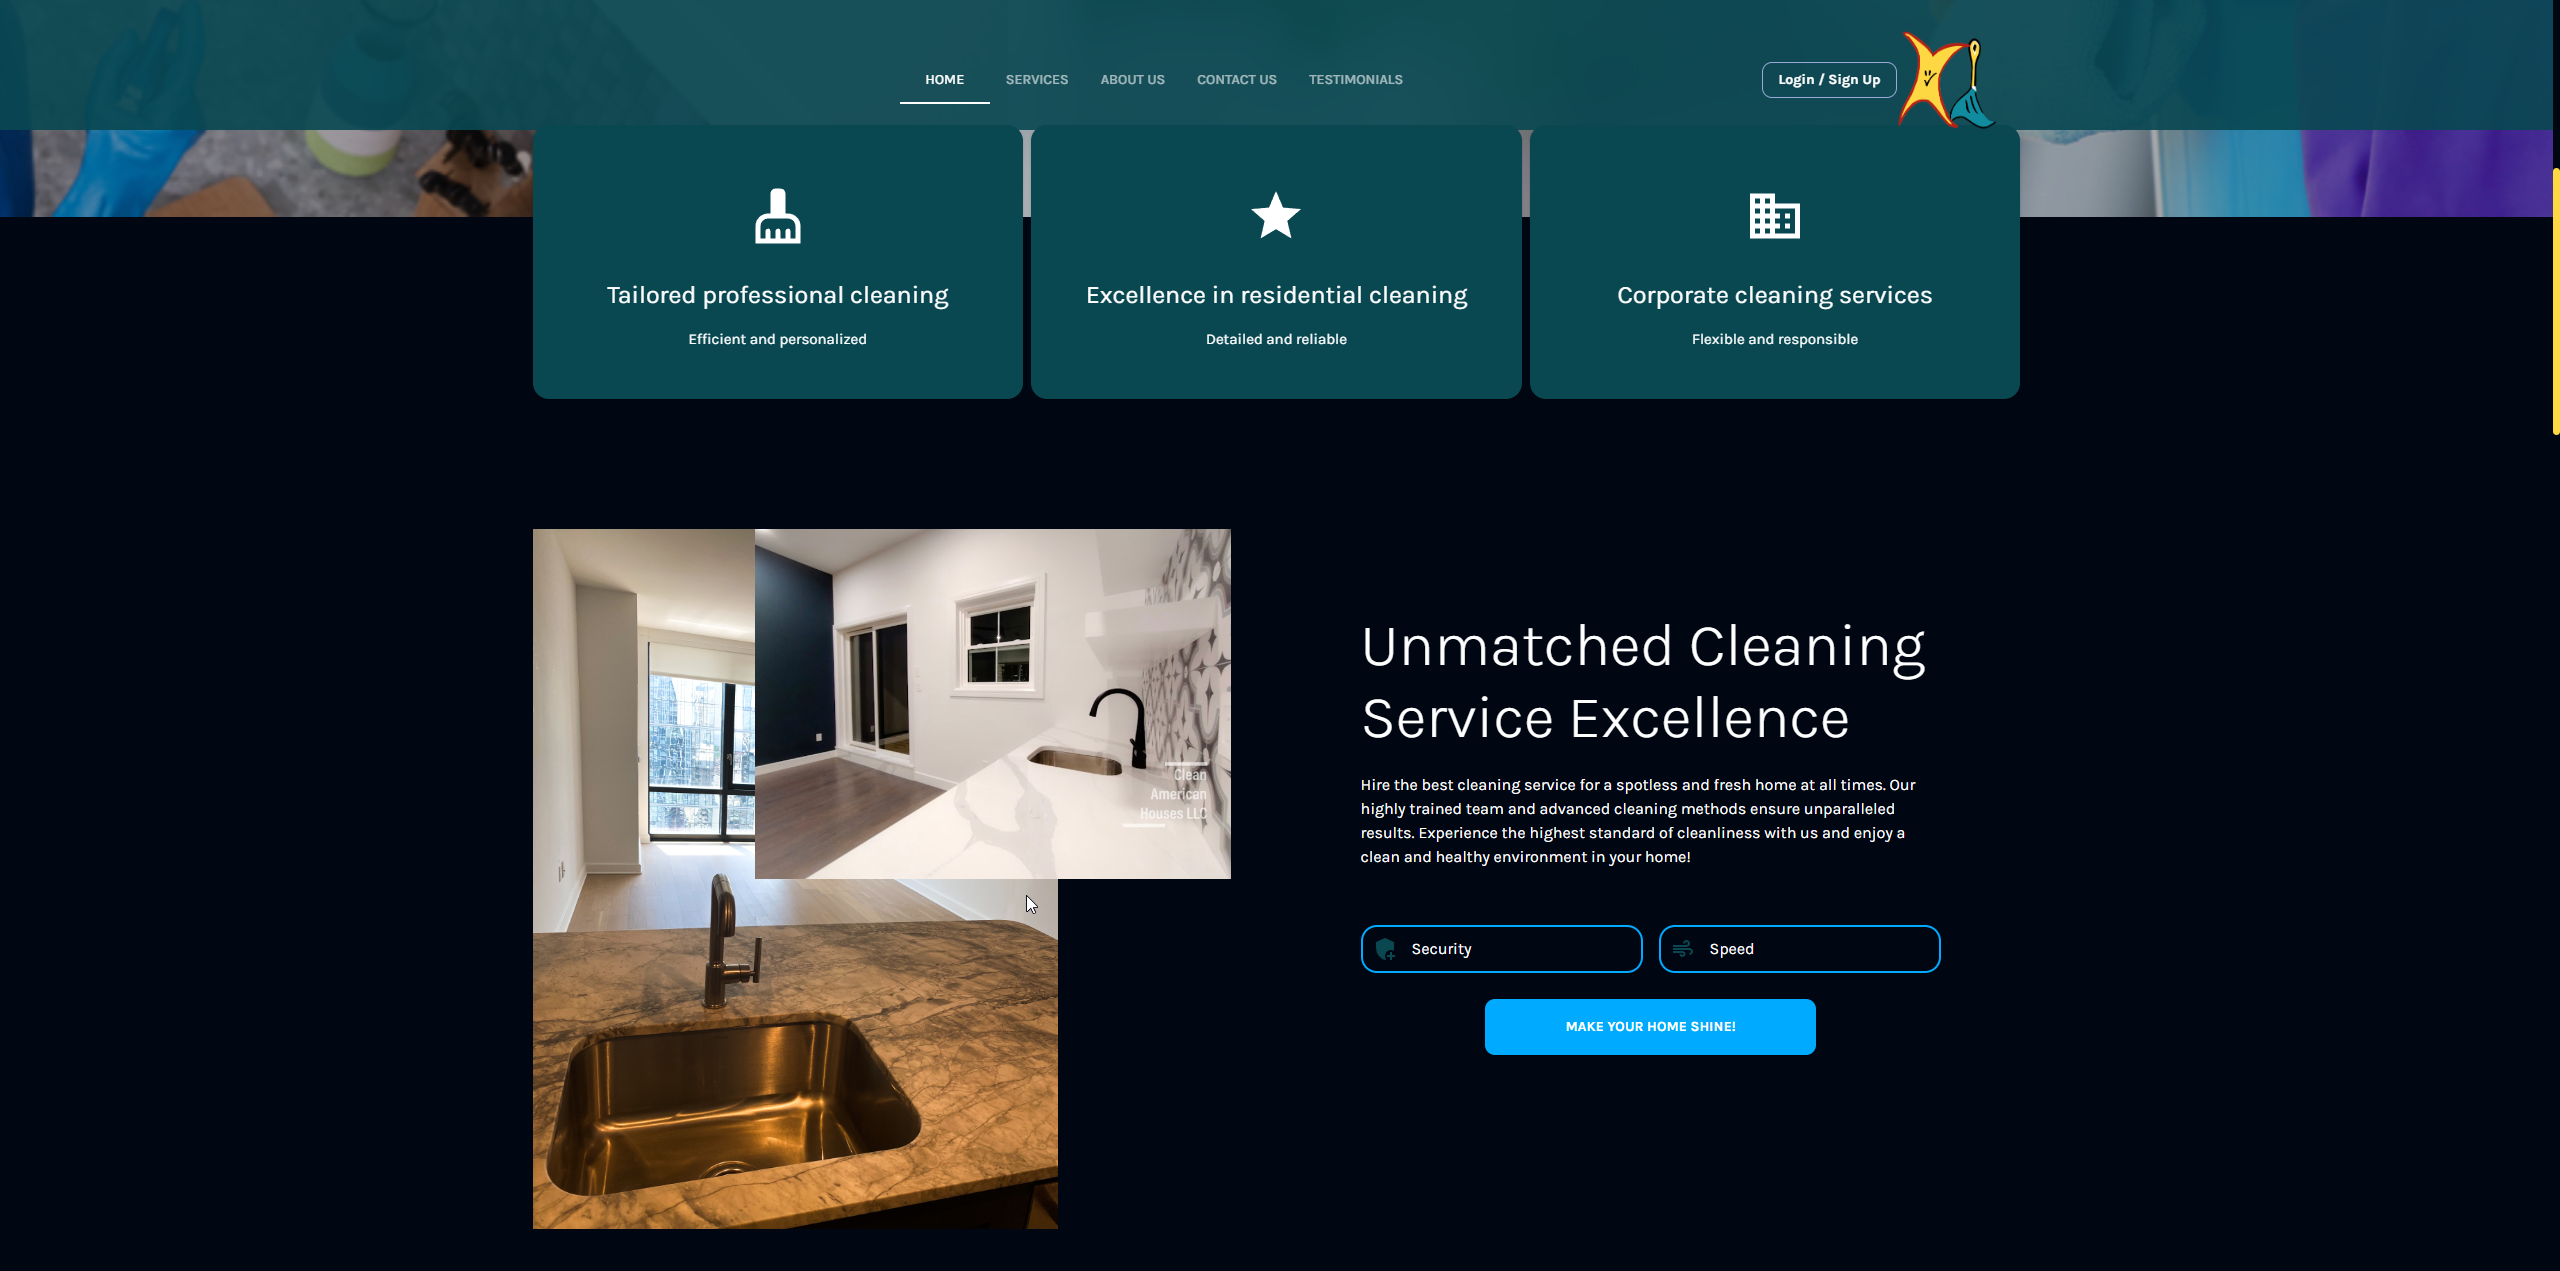 HOME
SERVICES
ABOUT US
CONTACT US
TESTIMONIALS
Login / Sign Up
Tailored professional cleaning
Efficient and personalized
Excellence in residential cleaning
Detailed and reliable
Corporate cleaning services
Flexible and responsible
Clean
American
Houses LLC
Unmatched Cleaning
Service Excellence
Hire the best cleaning service for a spotless and fresh home at all times. Our
highly trained team and advanced cleaning methods ensure unparalleled
results. Experience the highest standard of cleanliness with us and enjoy a
clean and healthy environment in your home!
Security
Speed
MAKE YOUR HOME SHINE!